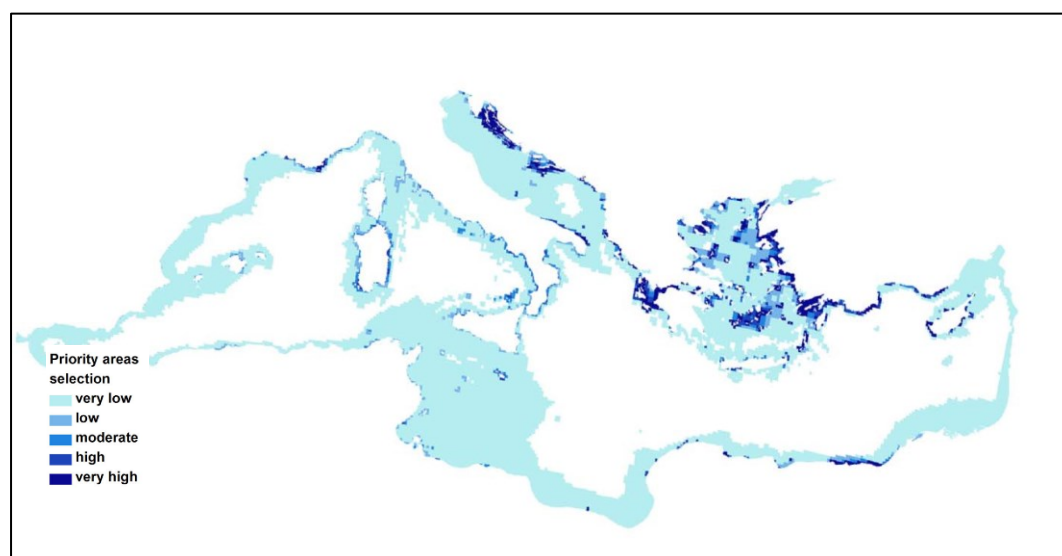 Priority areas
selection
very low
low
moderate
high
very high